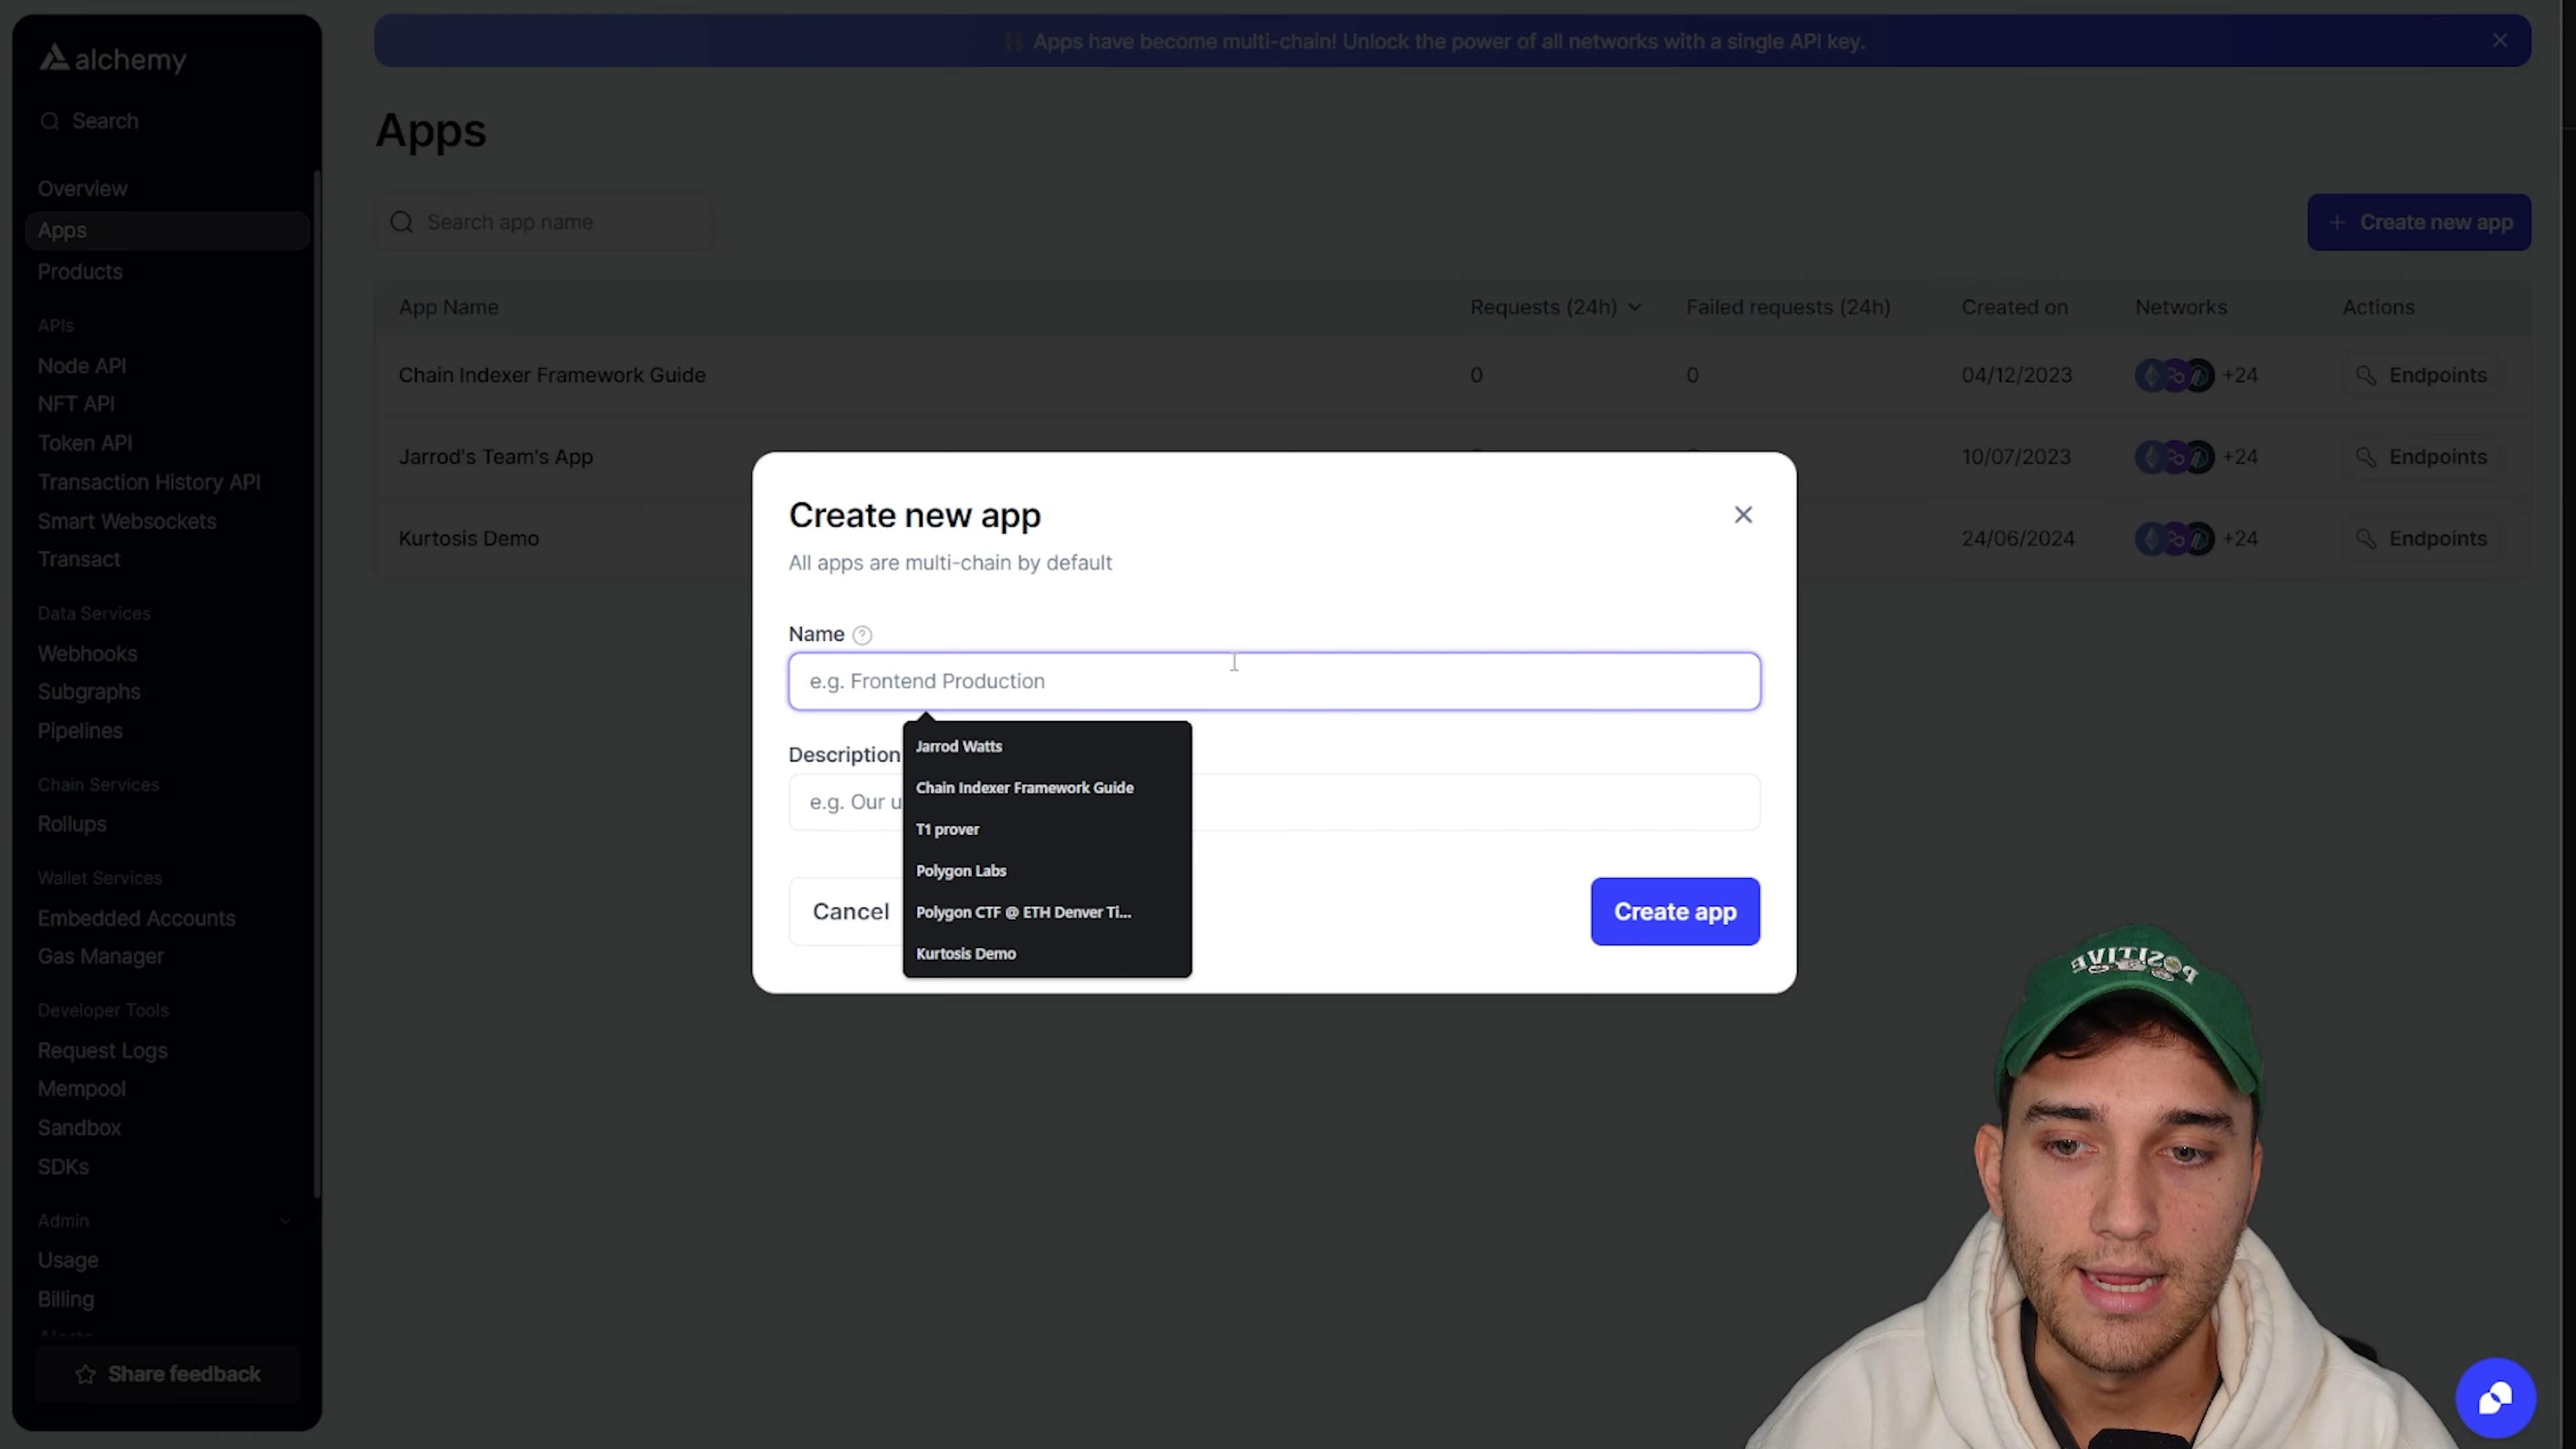 alchemy
Search
Overview
Apps
Products
APIs
Node API
NFT API
Token API
Transaction History API
Smart Websockets
Transact
Data Services
Webhooks
Subgraphs
Pipelines
Chain Services
Rollups
Wallet Services
Embedded Accounts
Gas Manager
Developer Tools
Request Logs
Mempool
Sandbox
SDKs
Admin
Usage
Billing
Alerts
Share feedback
Apps have become multi-chain! Unlock the power of all networks with a single API key.
Apps
Search app name
+ Create new app
App Name Requests (24h) Failed requests (24h) Created on Networks Actions
Chain Indexer Framework Guide 0 0 04/12/2023 +24 Endpoints
Jarrod's Team's App 10/07/2023 +24 Endpoints
Kurtosis Demo 24/06/2024 +24 Endpoints
Create new app
All apps are multi-chain by default
Name ?
e.g. Frontend Production
Description
e.g. Our u
Jarrod Watts
Chain Indexer Framework Guide
T1 prover
Polygon Labs
Polygon CTF @ ETH Denver Ti...
Kurtosis Demo
Cancel
Create app
POSITIVE